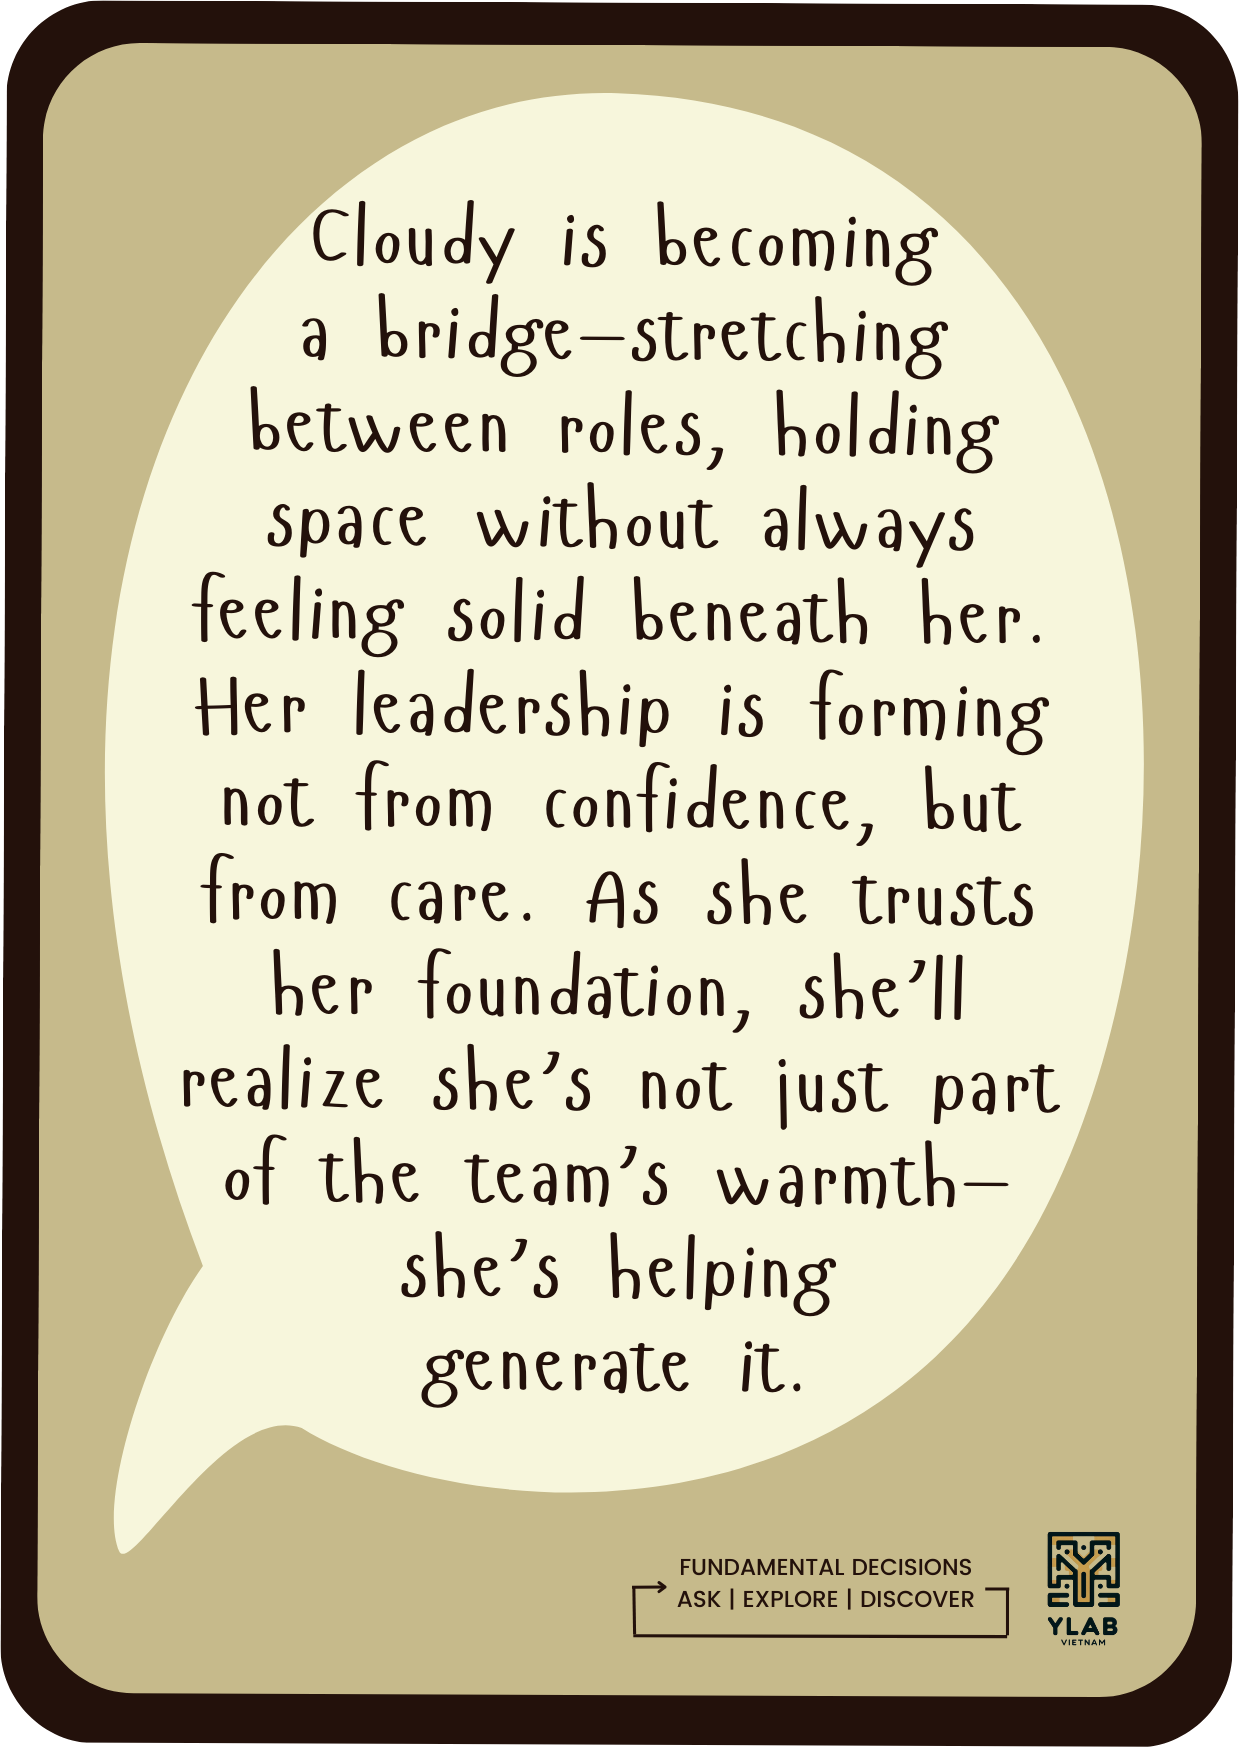 Cloudy is becoming
a bridge—stretching
between roles, holding
space without always
feeling solid beneath her.
Her leadership is forming
not from confidence, but
from care. As she trusts
her foundation, she’ll
realize she’s not just part
of the team’s warmth—
she’s helping
generate it.
FUNDAMENTAL DECISIONS
ASK | EXPLORE | DISCOVER
YLAB
VIETNAM